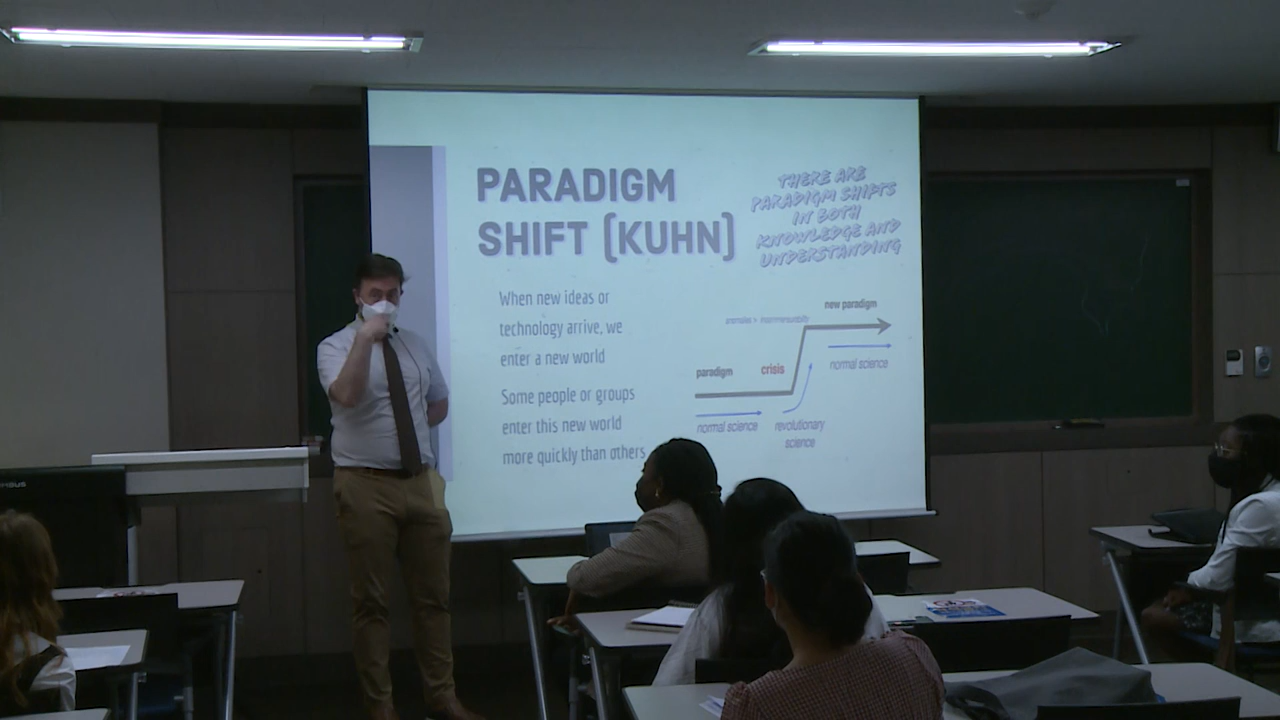 PARADIGM
SHIFT (KUHN)
THERE ARE
PARADIGM SHIFTS
IN BOTH
KNOWLEDGE AND
UNDERSTANDING
When new ideas or
technology arrive, we
enter a new world
Some people or groups
enter this new world
more quickly than others
new paradigm
anomalies > incommensurability
normal science
paradigm
crisis
normal science
revolutionary
science